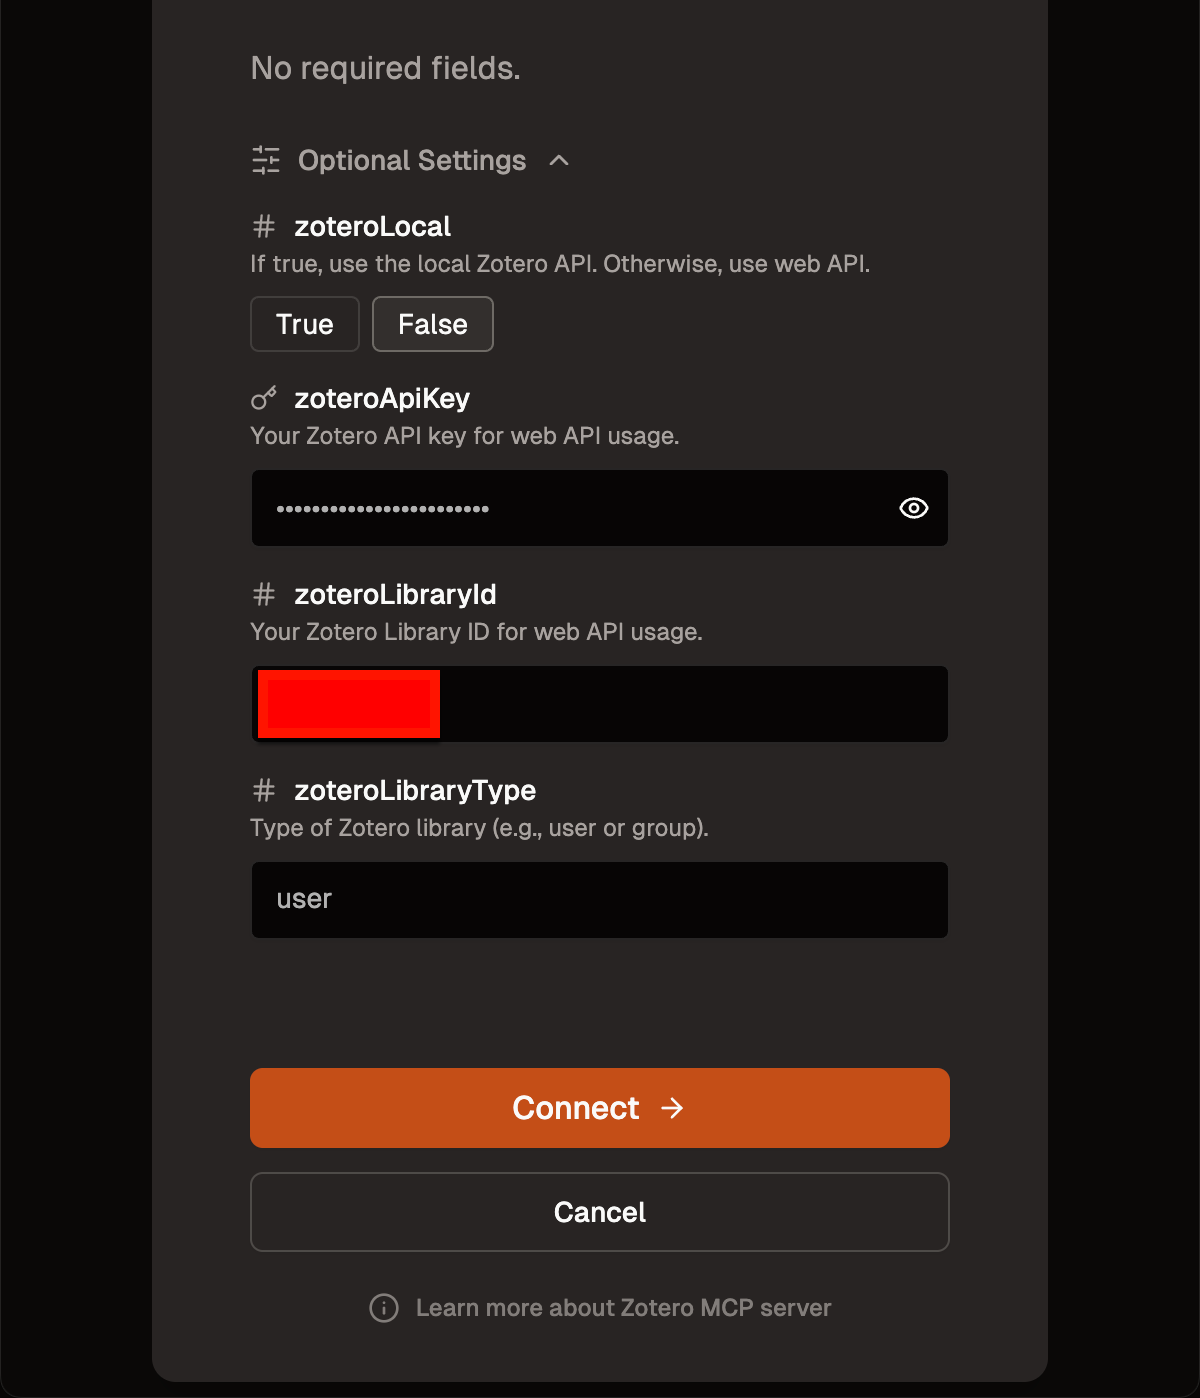 No required fields.
Optional Settings
zoteroLocal
If true, use the local Zotero API. Otherwise, use web API.
True False
zoteroApiKey
Your Zotero API key for web API usage.
••••••••••••••••••••••••
zoteroLibraryId
Your Zotero Library ID for web API usage.
zoteroLibraryType
Type of Zotero library (e.g., user or group).
user
Connect →
Cancel
Learn more about Zotero MCP server